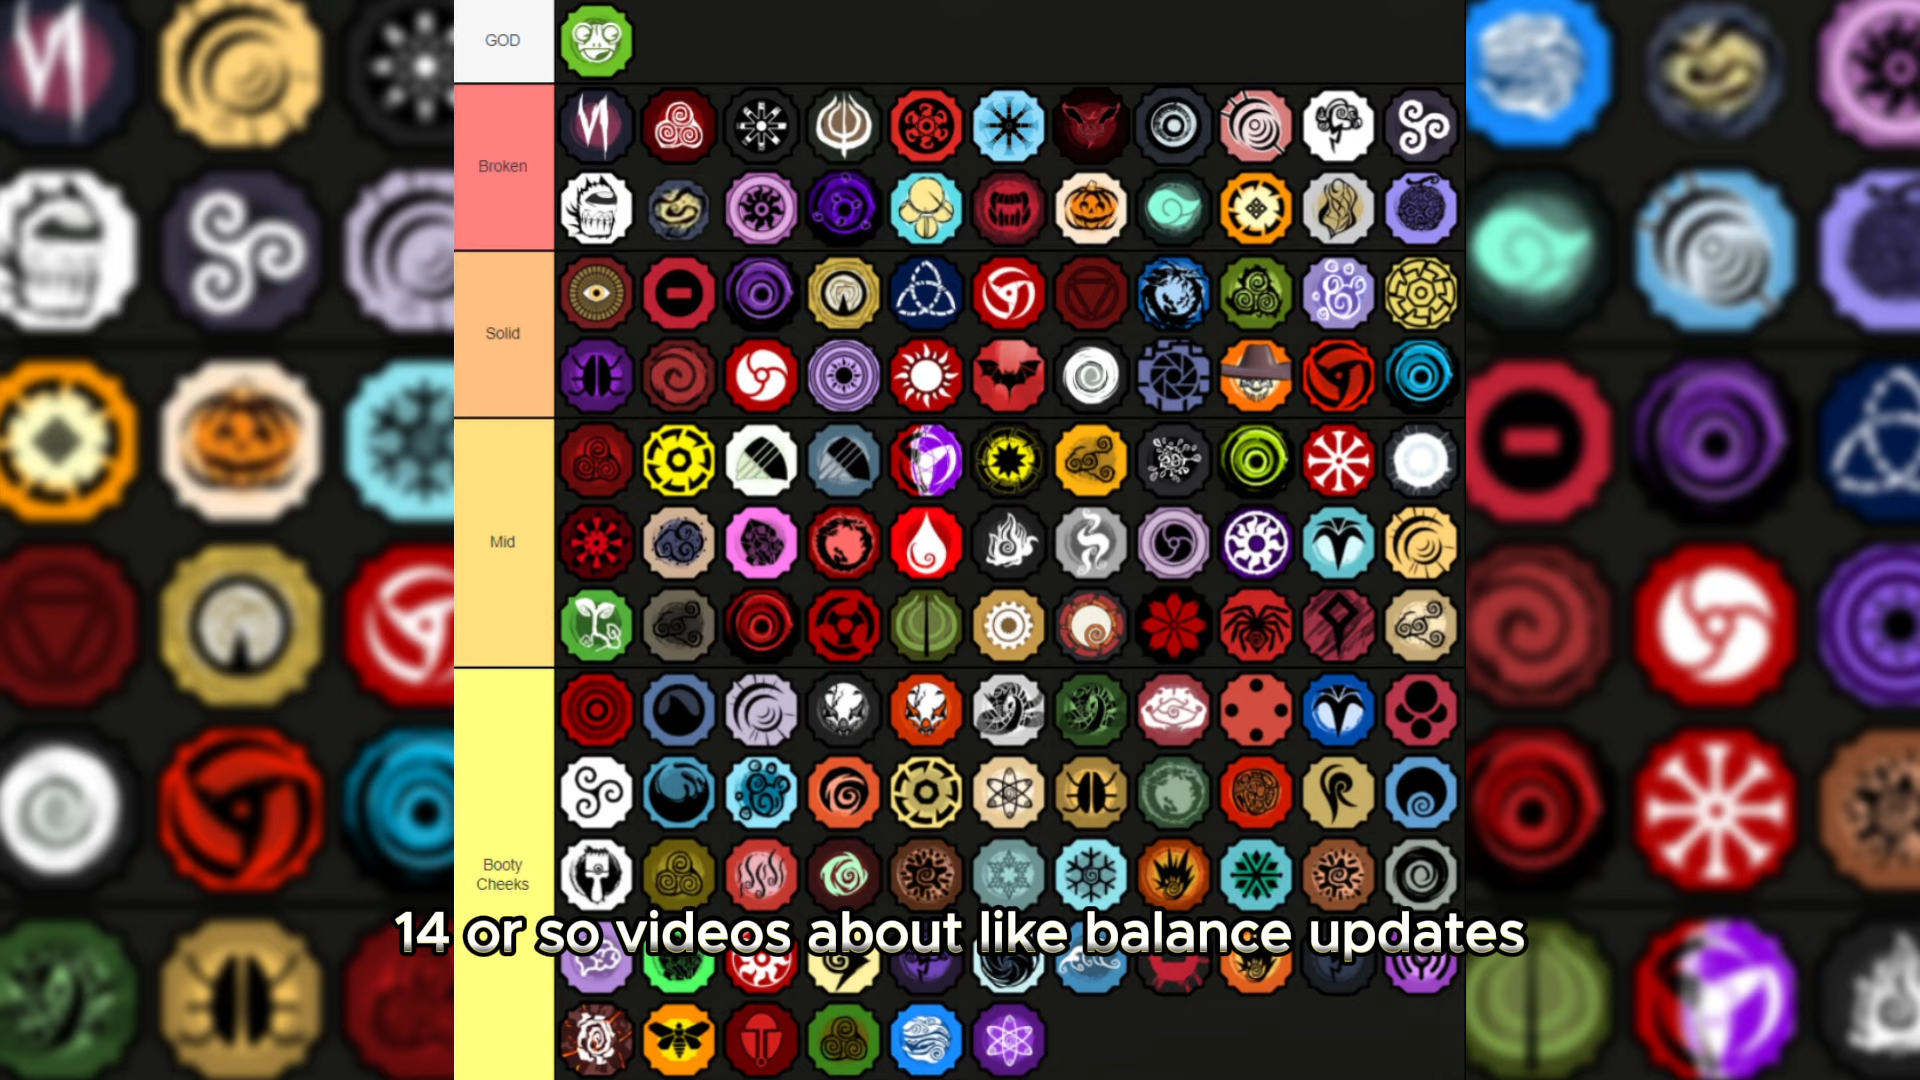 GOD
Broken
Solid
Mid
Booty
Cheeks
14 or so videos about like balance updates